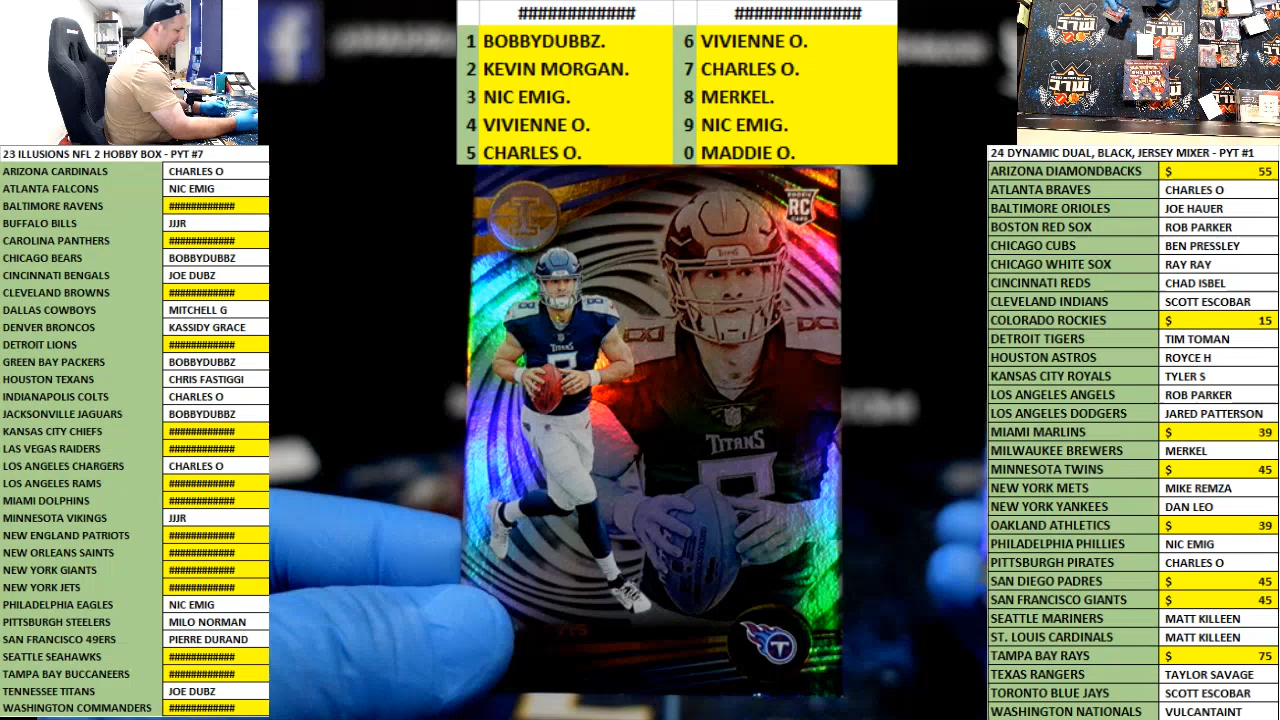 ############ #############
1 BOBBYDUBBZ. 6 VIVIENNE O.
2 KEVIN MORGAN. 7 CHARLES O.
3 NIC EMIG. 8 MERKEL.
4 VIVIENNE O. 9 NIC EMIG.
5 CHARLES O. 0 MADDIE O.
23 ILLUSIONS NFL 2 HOBBY BOX - PYT #7
ARIZONA CARDINALS CHARLES O
ATLANTA FALCONS NIC EMIG
BALTIMORE RAVENS ############
BUFFALO BILLS JJJR
CAROLINA PANTHERS ############
CHICAGO BEARS BOBBYDUBBZ
CINCINNATI BENGALS JOE DUBZ
CLEVELAND BROWNS ############
DALLAS COWBOYS MITCHELL G
DENVER BRONCOS KASSIDY GRACE
DETROIT LIONS ############
GREEN BAY PACKERS BOBBYDUBBZ
HOUSTON TEXANS CHRIS FASTIGGI
INDIANAPOLIS COLTS CHARLES O
JACKSONVILLE JAGUARS BOBBYDUBBZ
KANSAS CITY CHIEFS ############
LAS VEGAS RAIDERS ############
LOS ANGELES CHARGERS CHARLES O
LOS ANGELES RAMS ############
MIAMI DOLPHINS ############
MINNESOTA VIKINGS JJJR
NEW ENGLAND PATRIOTS ############
NEW ORLEANS SAINTS ############
NEW YORK GIANTS ############
NEW YORK JETS ############
PHILADELPHIA EAGLES NIC EMIG
PITTSBURGH STEELERS MILO NORMAN
SAN FRANCISCO 49ERS PIERRE DURAND
SEATTLE SEAHAWKS ############
TAMPA BAY BUCCANEERS ############
TENNESSEE TITANS JOE DUBZ
WASHINGTON COMMANDERS ############
RC
TITANS
TITANS
24 DYNAMIC DUAL, BLACK, JERSEY MIXER - PYT #1
ARIZONA DIAMONDBACKS $ 55
ATLANTA BRAVES CHARLES O
BALTIMORE ORIOLES JOE HAUER
BOSTON RED SOX ROB PARKER
CHICAGO CUBS BEN PRESSLEY
CHICAGO WHITE SOX RAY RAY
CINCINNATI REDS CHAD ISBEL
CLEVELAND INDIANS SCOTT ESCOBAR
COLORADO ROCKIES $ 15
DETROIT TIGERS TIM TOMAN
HOUSTON ASTROS ROYCE H
KANSAS CITY ROYALS TYLER S
LOS ANGELES ANGELS ROB PARKER
LOS ANGELES DODGERS JARED PATTERSON
MIAMI MARLINS $ 39
MILWAUKEE BREWERS MERKEL
MINNESOTA TWINS $ 45
NEW YORK METS MIKE REMZA
NEW YORK YANKEES DAN LEO
OAKLAND ATHLETICS $ 39
PHILADELPHIA PHILLIES NIC EMIG
PITTSBURGH PIRATES CHARLES O
SAN DIEGO PADRES $ 45
SAN FRANCISCO GIANTS $ 45
SEATTLE MARINERS MATT KILLEEN
ST. LOUIS CARDINALS MATT KILLEEN
TAMPA BAY RAYS $ 75
TEXAS RANGERS TAYLOR SAVAGE
TORONTO BLUE JAYS SCOTT ESCOBAR
WASHINGTON NATIONALS VULCANTAINT